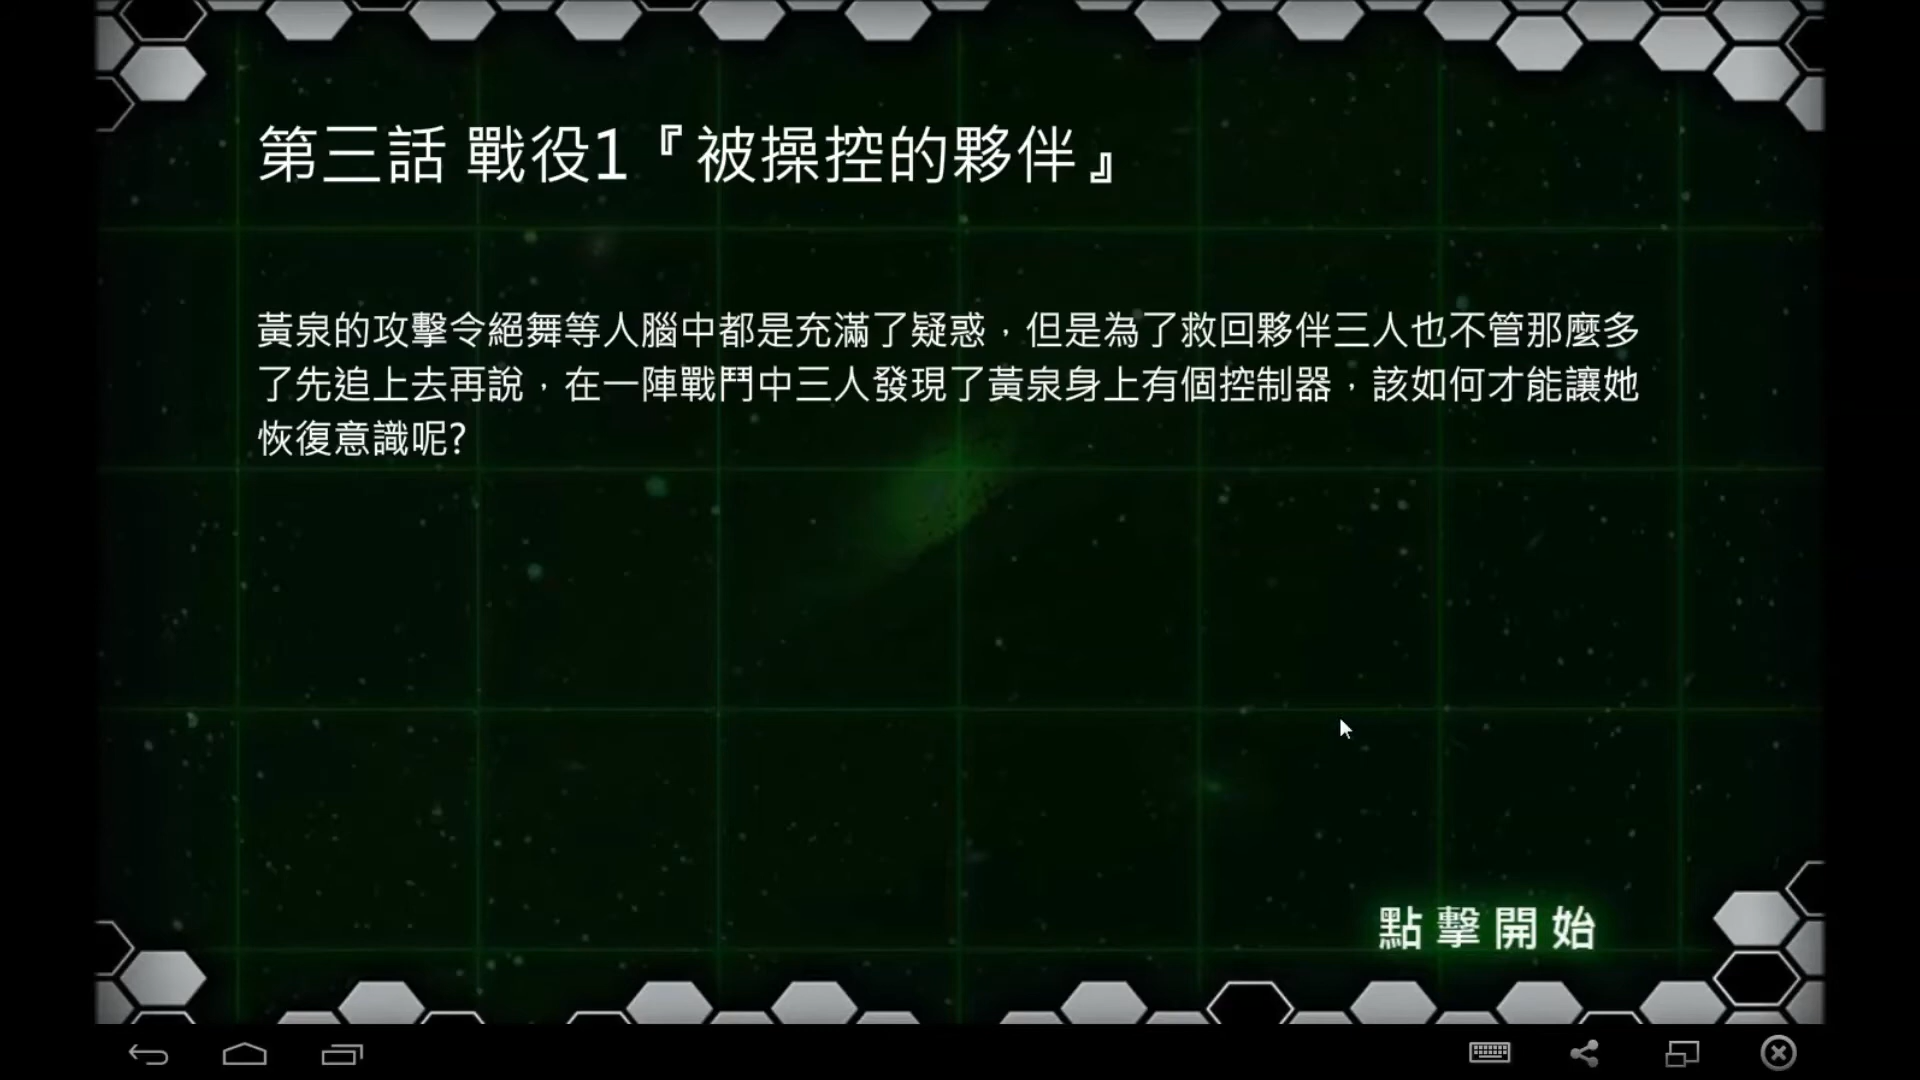 第三話 戰役1『被操控的夥伴』
黃泉的攻擊令絕舞等人腦中都是充滿了疑惑，但是為了救回夥伴三人也不管那麼多
了先追上去再說，在一陣戰鬥中三人發現了黃泉身上有個控制器，該如何才能讓她
恢復意識呢?
點擊開始